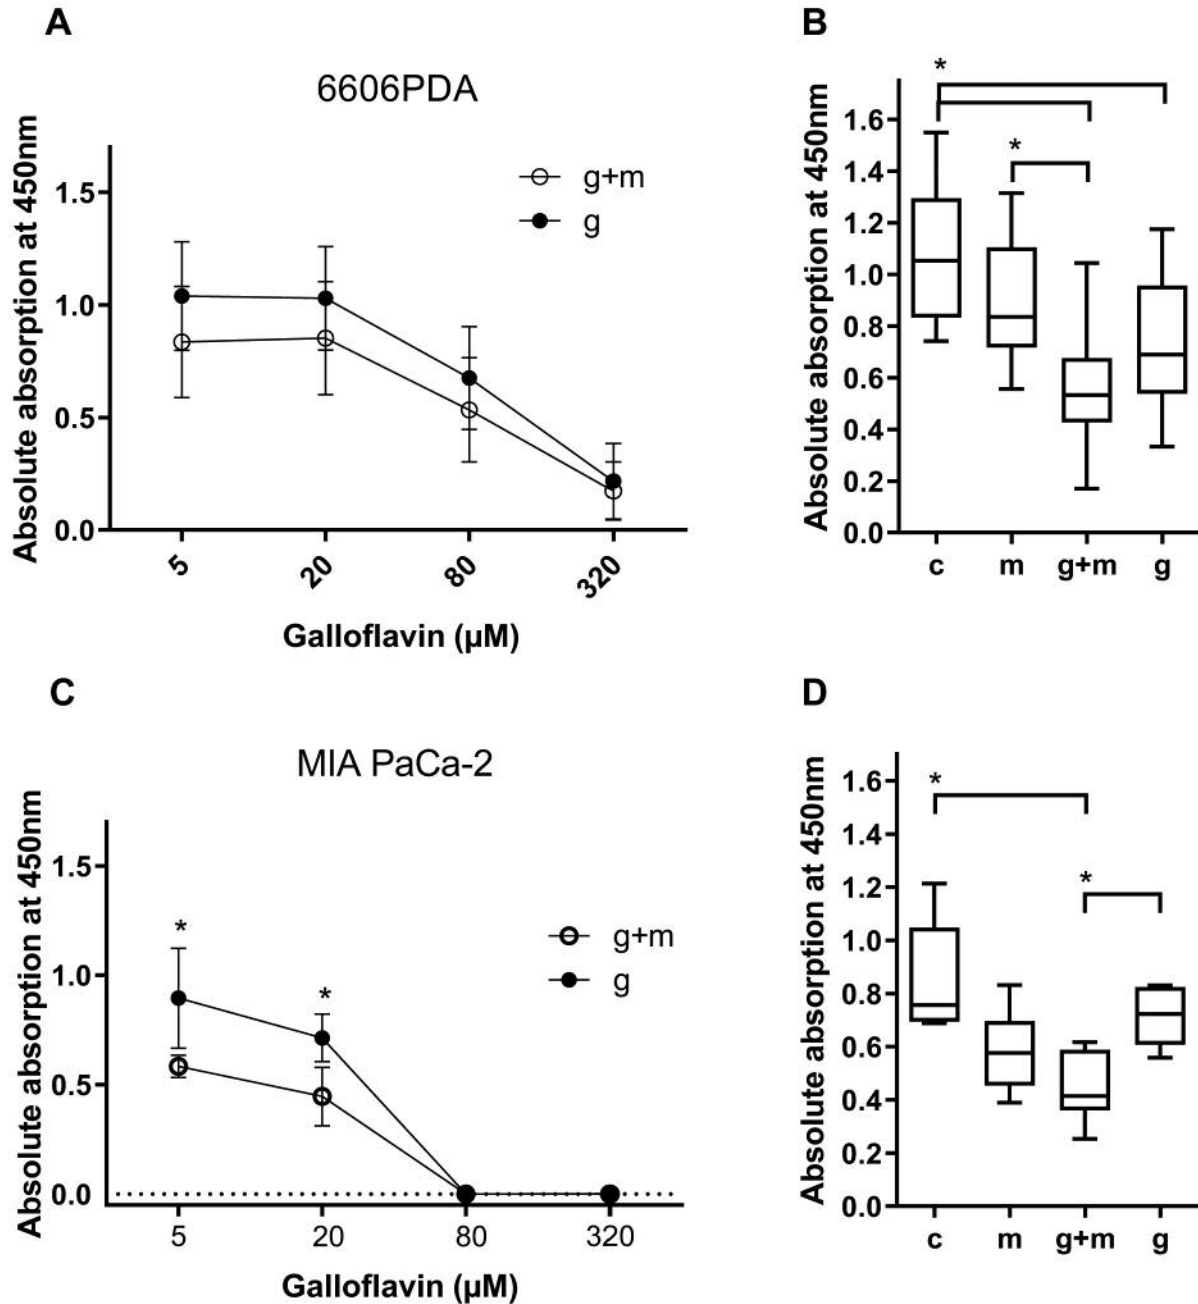 A
6606PDA
Absolute absorption at 450nm
1.5
1.0
0.5
0.0
g+m
g
5
20
80
320
Galloflavin (µM)
B
Absolute absorption at 450nm
1.6
1.4
1.2
1.0
0.8
0.6
0.4
0.2
0.0
*
*
c
m
g+m
g
C
MIA PaCa-2
Absolute absorption at 450nm
1.5
1.0
0.5
0.0
*
*
g+m
g
5
20
80
320
Galloflavin (µM)
D
Absolute absorption at 450nm
1.6
1.4
1.2
1.0
0.8
0.6
0.4
0.2
0.0
*
*
c
m
g+m
g